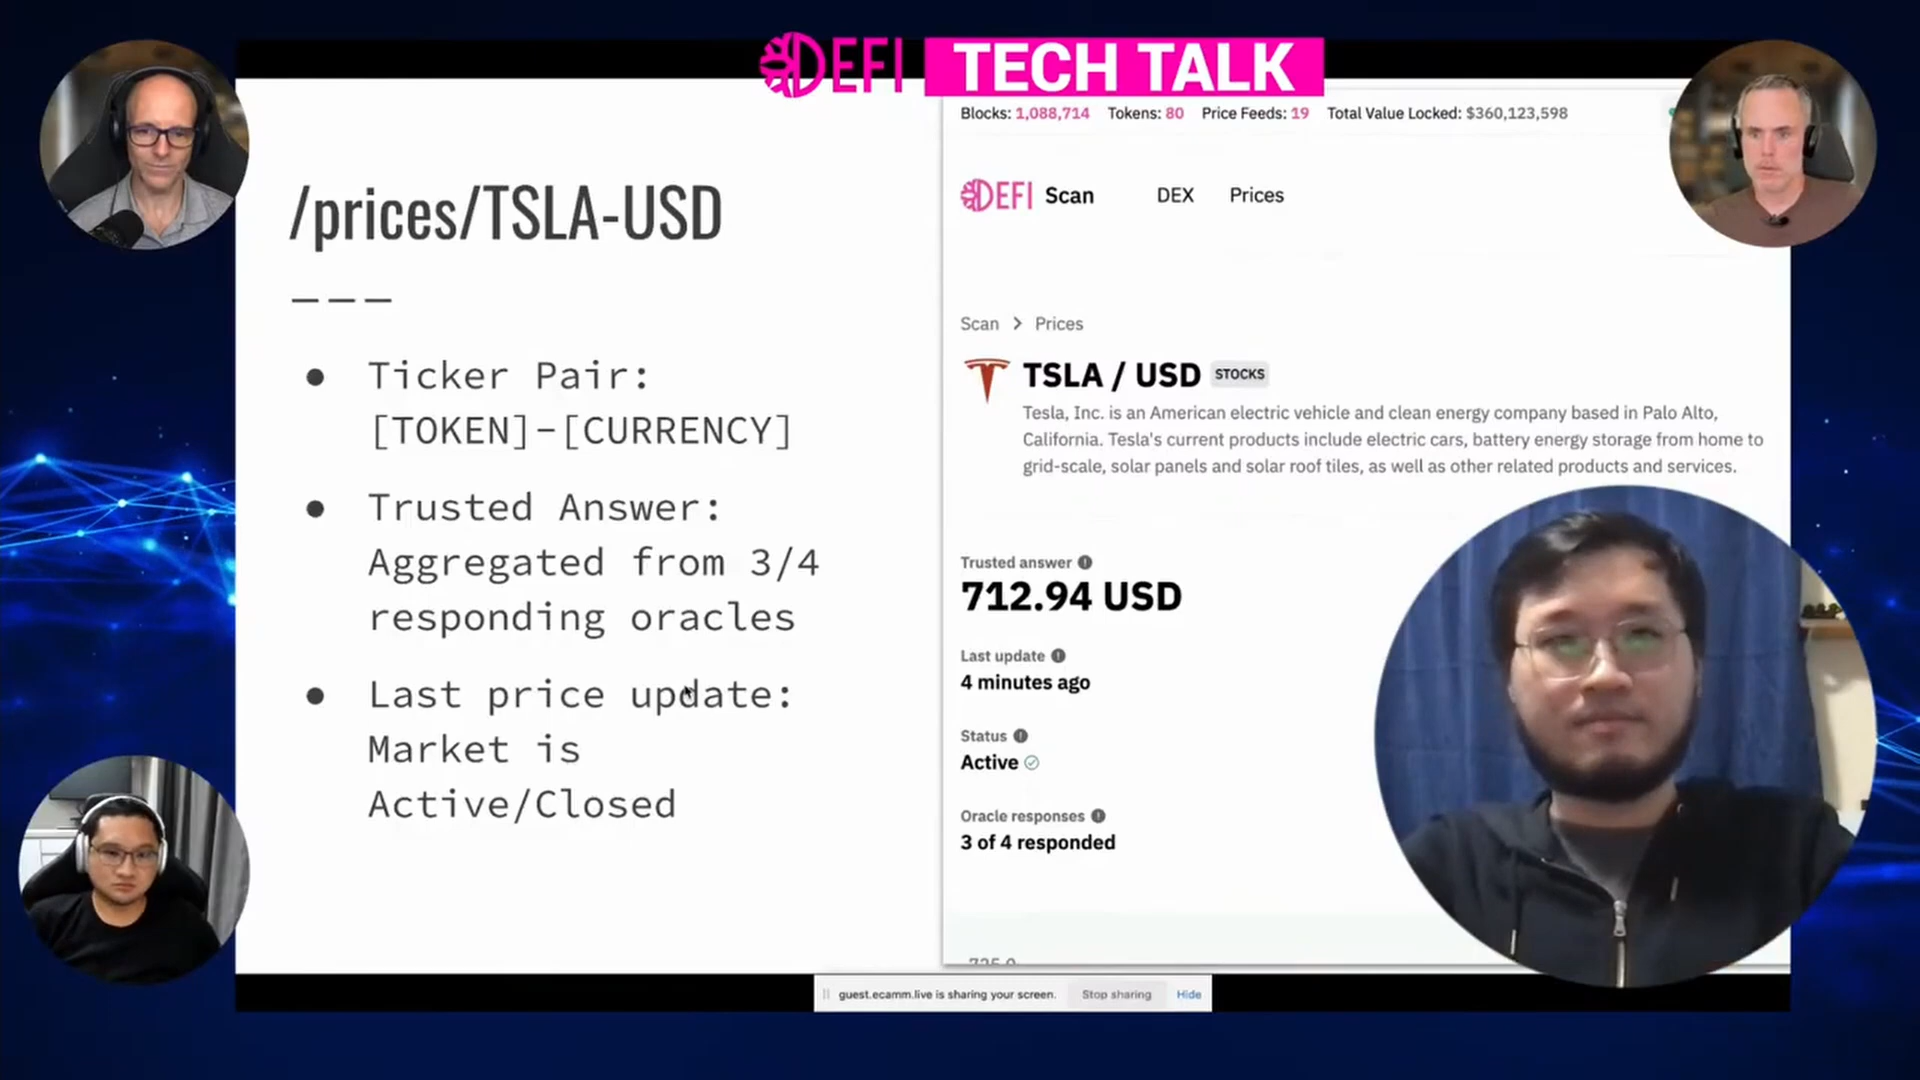 DEFI TECH TALK
Blocks: 1,088,714 Tokens: 80 Price Feeds: 19 Total Value Locked: $360,123,598
/prices/TSLA-USD
DEFI Scan DEX Prices
Scan > Prices
TSLA / USD STOCKS
Tesla, Inc. is an American electric vehicle and clean energy company based in Palo Alto,
California. Tesla's current products include electric cars, battery energy storage from home to
grid-scale, solar panels and solar roof tiles, as well as other related products and services.
● Ticker Pair:
[TOKEN]-[CURRENCY]
● Trusted Answer:
Aggregated from 3/4
responding oracles
● Last price update:
Market is
Active/Closed
Trusted answer
712.94 USD
Last update
4 minutes ago
Status
Active
Oracle responses
3 of 4 responded
guest.ecamm.live is sharing your screen. Stop sharing Hide